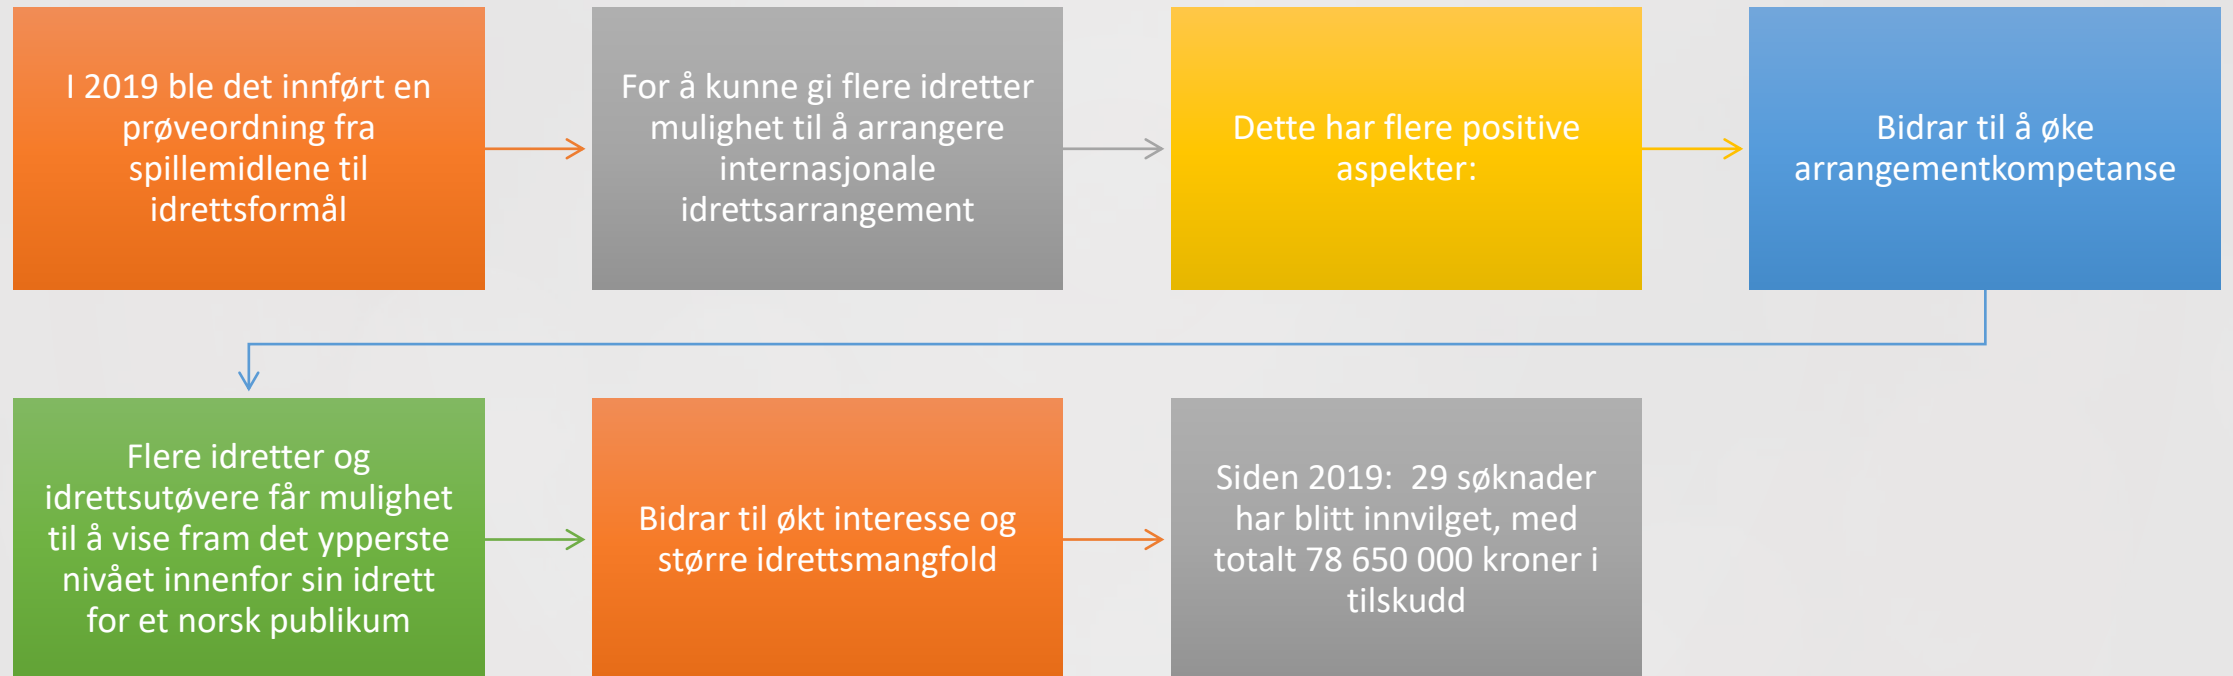 I 2019 ble det innført en
prøveordning fra
spillemidlene til
idrettsformål
For å kunne gi flere idretter
mulighet til å arrangere
internasjonale
idrettsarrangement
Dette har flere positive
aspekter:
Bidrar til å øke
arrangementkompetanse
Flere idretter og
idrettsutøvere får mulighet
til å vise fram det ypperste
nivået innenfor sin idrett
for et norsk publikum
Bidrar til økt interesse og
større idrettsmangfold
Siden 2019:  29 søknader
har blitt innvilget, med
totalt 78 650 000 kroner i
tilskudd